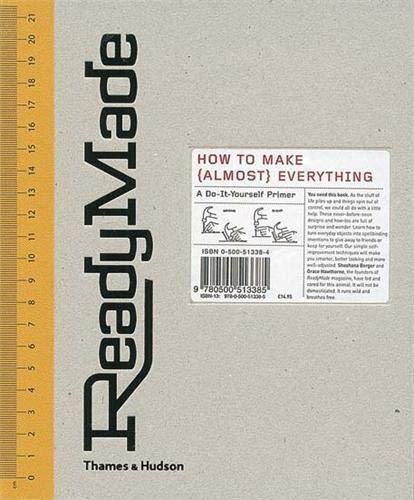 21
20
19
18
17
16
15
14
13
12
11
10
9
8
7
6
5
4
3
2
1
0
ReadyMade
HOW TO MAKE
{ALMOST} EVERYTHING
A Do-It-Yourself Primer
WRONG
RIGHT
ISBN 0-500-51338-4
9 780500 513385
ISBN-13: 978-0-500-51338-5 £14.95
You need this book. As the stuff of
life piles up and things spin out of
control, we could all do with a little
help. These never-before-seen
designs and how-tos are full of
surprise and wonder. Learn how to
turn everyday objects into spellbinding
inventions to give away to friends or
keep for yourself. Our simple self-
improvement techniques will make
you smarter, better looking and more
well-adjusted. Shoshana Berger and
Grace Hawthorne, the founders of
ReadyMade magazine, have fed and
cared for this animal. It will not be
domesticated. It runs wild and
breathes free.
Thames & Hudson